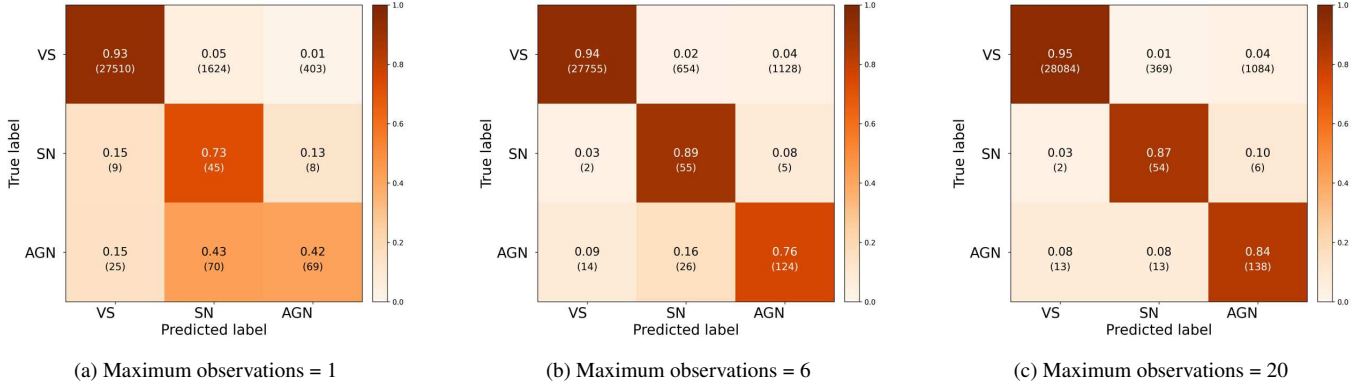 1.0
VS
0.93
0.05
0.01
(27510)
(1624)
(403)
0.8
0.6
True label
SN
0.15
0.73
0.13
(9)
(45)
(8)
0.4
AGN
0.15
0.43
0.42
(25)
(70)
(69)
0.2
0.0
VS
SN
AGN
Predicted label
(a) Maximum observations = 1
1.0
VS
0.94
0.02
0.04
(27755)
(654)
(1128)
0.8
0.6
True label
SN
0.03
0.89
0.08
(2)
(55)
(5)
0.4
AGN
0.09
0.16
0.76
(14)
(26)
(124)
0.2
0.0
VS
SN
AGN
Predicted label
(b) Maximum observations = 6
1.0
VS
0.95
0.01
0.04
(28084)
(369)
(1084)
0.8
0.6
True label
SN
0.03
0.87
0.10
(2)
(54)
(6)
0.4
AGN
0.08
0.08
0.84
(13)
(13)
(138)
0.2
0.0
VS
SN
AGN
Predicted label
(c) Maximum observations = 20